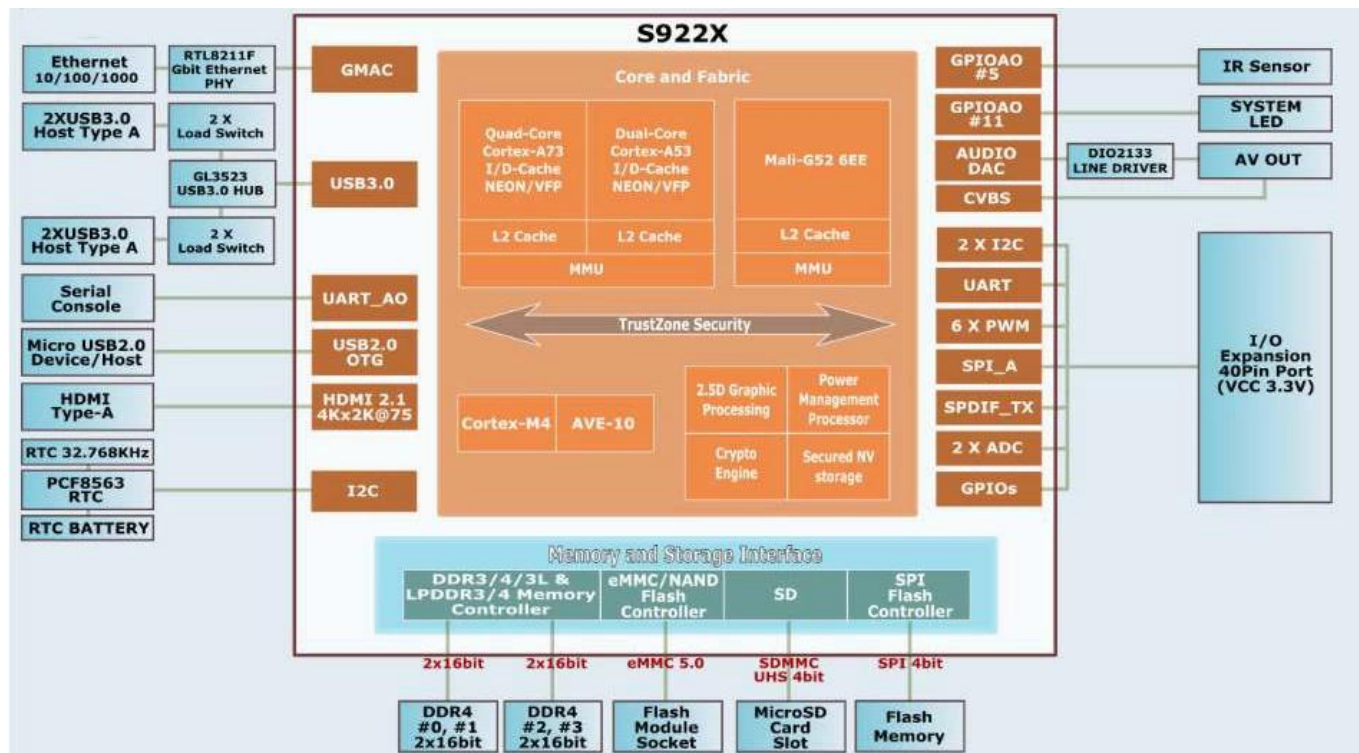 S922X
Ethernet
10/100/1000
RTL8211F
Gbit Ethernet
PHY
GMAC
2XUSB3.0
Host Type A
2 X
Load Switch
GL3523
USB3.0 HUB
USB3.0
2XUSB3.0
Host Type A
2 X
Load Switch
Serial
Console
UART_AO
Micro USB2.0
Device/Host
USB2.0
OTG
HDMI
Type-A
HDMI 2.1
4Kx2K@75
RTC 32.768KHz
PCF8563
RTC
RTC BATTERY
I2C
Core and Fabric
Quad-Core
Cortex-A73
I/D-Cache
NEON/VFP
Dual-Core
Cortex-A53
I/D-Cache
NEON/VFP
Mali-G52 6EE
L2 Cache
L2 Cache
L2 Cache
MMU
MMU
TrustZone Security
Cortex-M4
AVE-10
2.5D Graphic
Processing
Power
Management
Processor
Crypto
Engine
Secured NV
storage
GPIOAO
#5
IR Sensor
GPIOAO
#11
SYSTEM
LED
AUDIO
DAC
DIO2133
LINE DRIVER
AV OUT
CVBS
2 X I2C
UART
6 X PWM
SPI_A
SPDIF_TX
2 X ADC
GPIOs
I/O
Expansion
40Pin Port
(VCC 3.3V)
Memory and Storage Interface
DDR3/4/3L &
LPDDR3/4 Memory
Controller
eMMC/NAND
Flash
Controller
SD
SPI
Flash
Controller
2x16bit
2x16bit
eMMC 5.0
SDMMC
UHS 4bit
SPI 4bit
DDR4
#0, #1
2x16bit
DDR4
#2, #3
2x16bit
Flash
Module
Socket
MicroSD
Card
Slot
Flash
Memory